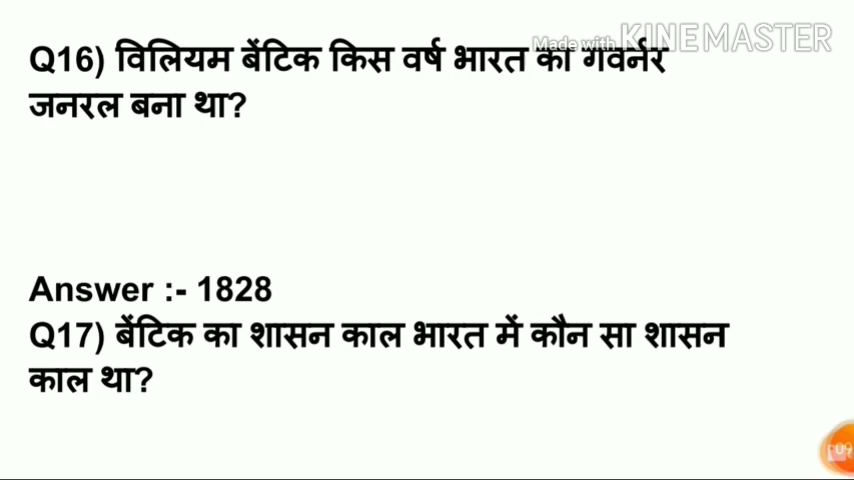 Made with KINEMASTER
Q16) विलियम बेंटिक किस वर्ष भारत का गवर्नर
जनरल बना था?
Answer :- 1828
Q17) बेंटिक का शासन काल भारत में कौन सा शासन
काल था?